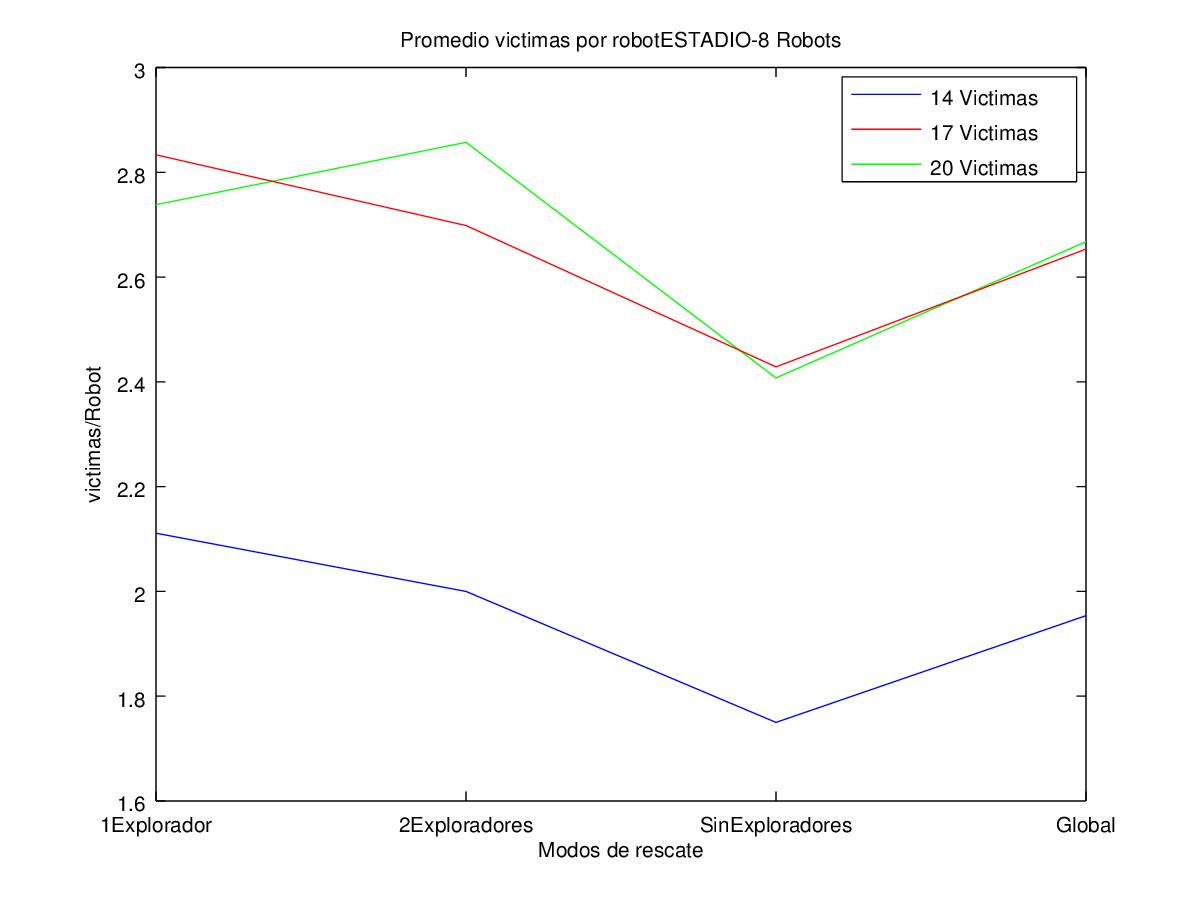 Promedio victimas por robotESTADIO-8 Robots
3
2.8
2.6
2.4
2.2
2
1.8
1.6
victimas/Robot
14 Victimas
17 Victimas
20 Victimas
1Explorador
2Exploradores
SinExploradores
Global
Modos de rescate